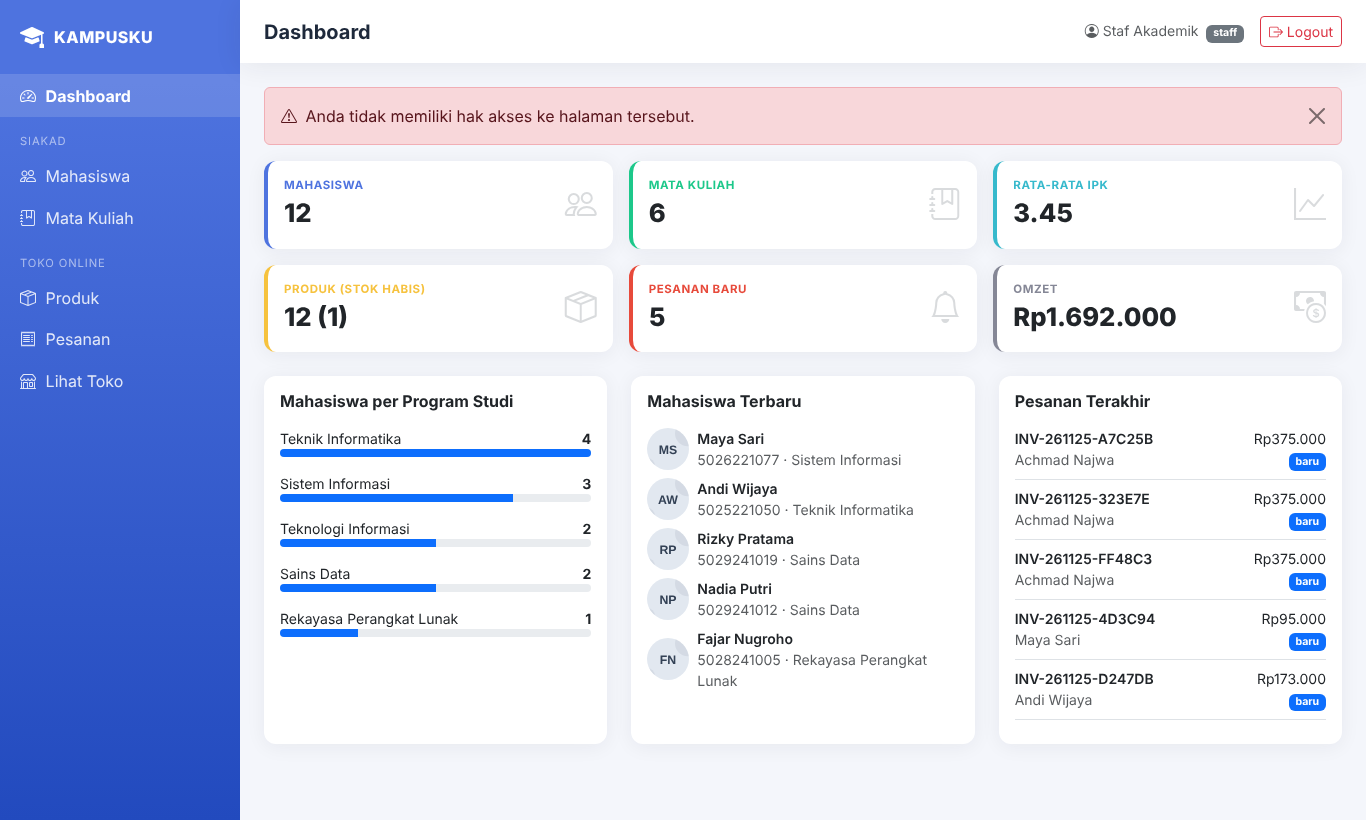 KAMPUSKU
Dashboard
SIAKAD
Mahasiswa
Mata Kuliah
TOKO ONLINE
Produk
Pesanan
Lihat Toko
Dashboard
Staf Akademik staff Logout
Anda tidak memiliki hak akses ke halaman tersebut.
MAHASISWA
12
MATA KULIAH
6
RATA-RATA IPK
3.45
PRODUK (STOK HABIS)
12 (1)
PESANAN BARU
5
OMZET
Rp1.692.000
Mahasiswa per Program Studi
Teknik Informatika 4
Sistem Informasi 3
Teknologi Informasi 2
Sains Data 2
Rekayasa Perangkat Lunak 1
Mahasiswa Terbaru
MS
Maya Sari
5026221077 · Sistem Informasi
AW
Andi Wijaya
5025221050 · Teknik Informatika
RP
Rizky Pratama
5029241019 · Sains Data
NP
Nadia Putri
5029241012 · Sains Data
FN
Fajar Nugroho
5028241005 · Rekayasa Perangkat
Lunak
Pesanan Terakhir
INV-261125-A7C25B Rp375.000
Achmad Najwa baru
INV-261125-323E7E Rp375.000
Achmad Najwa baru
INV-261125-FF48C3 Rp375.000
Achmad Najwa baru
INV-261125-4D3C94 Rp95.000
Maya Sari baru
INV-261125-D247DB Rp173.000
Andi Wijaya baru